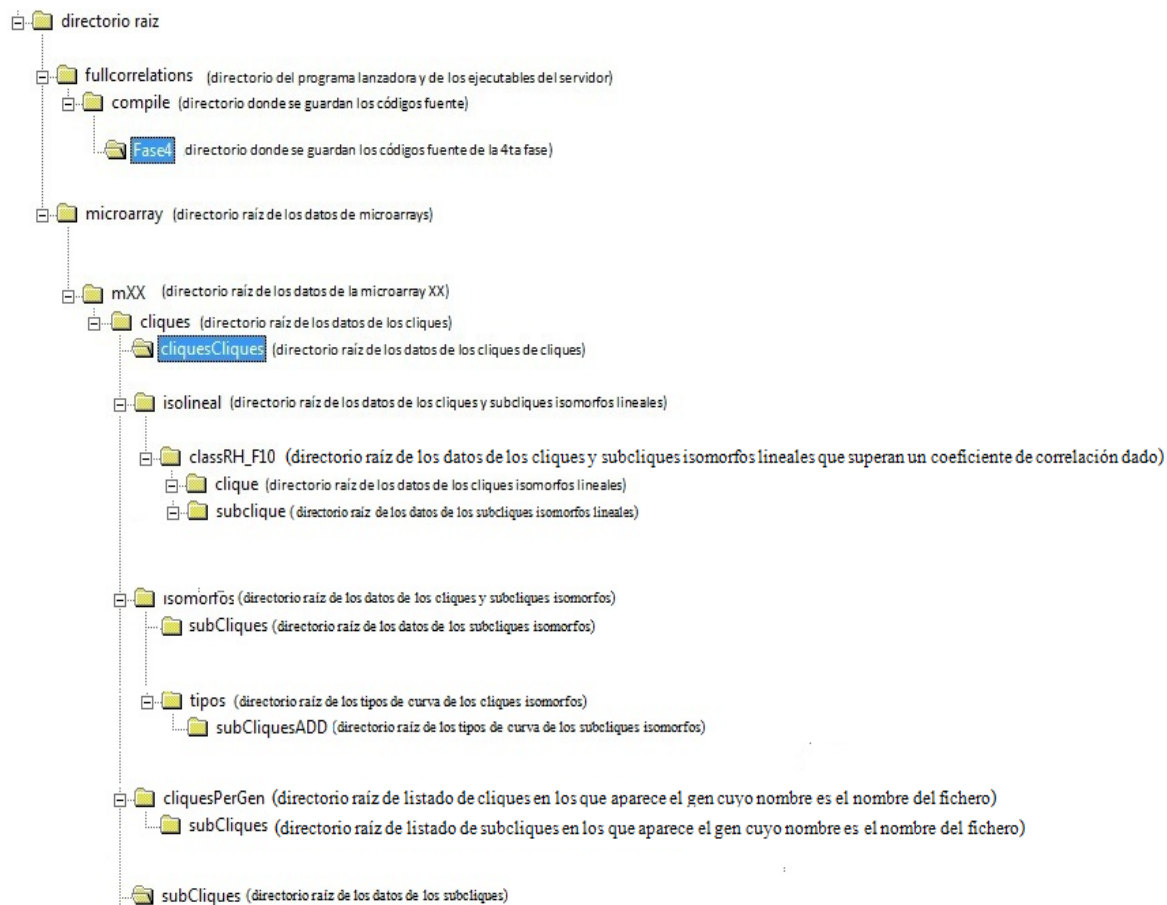 directorio raiz
fullcorrelations (directorio del programa lanzadora y de los ejecutables del servidor)
compile (directorio donde se guardan los códigos fuente)
Fase4 directorio donde se guardan los códigos fuente de la 4ta fase)
microarray (directorio raíz de los datos de microarrays)
mXX (directorio raíz de los datos de la microarray XX)
cliques (directorio raíz de los datos de los cliques)
cliquesCliques (directorio raíz de los datos de los cliques de cliques)
isolineal (directorio raíz de los datos de los cliques y subcliques isomorfos lineales)
classRH_F10 (directorio raíz de los datos de los cliques y subcliques isomorfos lineales que superan un coeficiente de correlación dado)
clique (directorio raíz de los datos de los cliques isomorfos lineales)
subclique (directorio raíz de los datos de los subcliques isomorfos lineales)
isomorfos (directorio raíz de los datos de los cliques y subcliques isomorfos)
subCliques (directorio raíz de los datos de los subcliques isomorfos)
tipos (directorio raíz de los tipos de curva de los cliques isomorfos)
subCliquesADD (directorio raíz de los tipos de curva de los subcliques isomorfos)
cliquesPerGen (directorio raíz de listado de cliques en los que aparece el gen cuyo nombre es el nombre del fichero)
subCliques (directorio raíz de listado de subcliques en los que aparece el gen cuyo nombre es el nombre del fichero)
subCliques (directorio raíz de los datos de los subcliques)